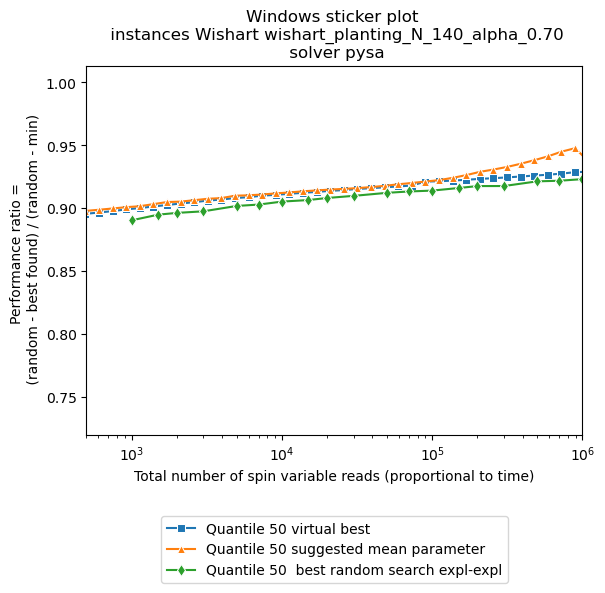 Windows sticker plot
instances Wishart wishart_planting_N_140_alpha_0.70
solver pysa
Performance ratio =
(random - best found) / (random - min)
1.00
0.95
0.90
0.85
0.80
0.75
10³
10⁴
10⁵
10⁶
Total number of spin variable reads (proportional to time)
Quantile 50 virtual best
Quantile 50 suggested mean parameter
Quantile 50  best random search expl-expl